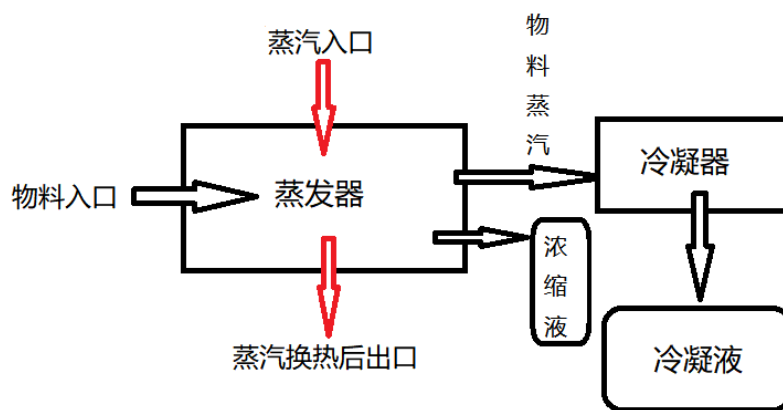 蒸汽入口
物料蒸汽
冷凝器
物料入口
蒸发器
浓缩液
蒸汽换热后出口
冷凝液